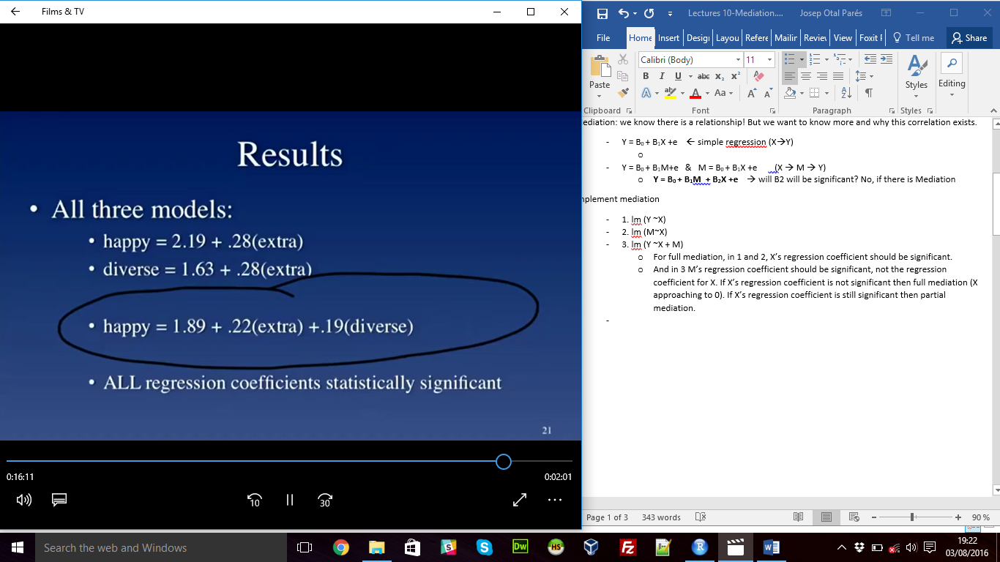 Films & TV
Results
• All three models:
• happy = 2.19 + .28(extra)
• diverse = 1.63 + .28(extra)
• happy = 1.89 + .22(extra) +.19(diverse)
• ALL regression coefficients statistically significant
21
0:16:11
0:02:01
10
30
Lectures 10-Mediation....
Josep Otal Parés
File Home Insert Design Layou Refere Mailin Review View Foxit F Tell me Share
Calibri (Body) 11
Paste
B I U abc x₂ x²
A ab A Aa A A
Styles
Editing
Clipboard Font Paragraph Styles
ediation: we know there is a relationship! But we want to know more and why this correlation exists.
- Y = B₀ + B₁X +e ← simple regression (X→Y)
o
- Y = B₀ + B₁M+e & M = B₀ + B₁X +e (X → M → Y)
o Y = B₀ + B₁M + B₂X +e → will B2 will be significant? No, if there is Mediation
mplement mediation
- 1. lm (Y ~X)
- 2. lm (M~X)
- 3. lm (Y ~X + M)
o For full mediation, in 1 and 2, X’s regression coefficient should be significant.
o And in 3 M’s regression coefficient should be significant, not the regression
coefficient for X. If X’s regression coefficient is not significant then full mediation (X
approaching to 0). If X’s regression coefficient is still significant then partial
mediation.
-
Page 1 of 3 343 words
90 %
Search the web and Windows
Dw
HS
Fz
R
W
19:22
03/08/2016